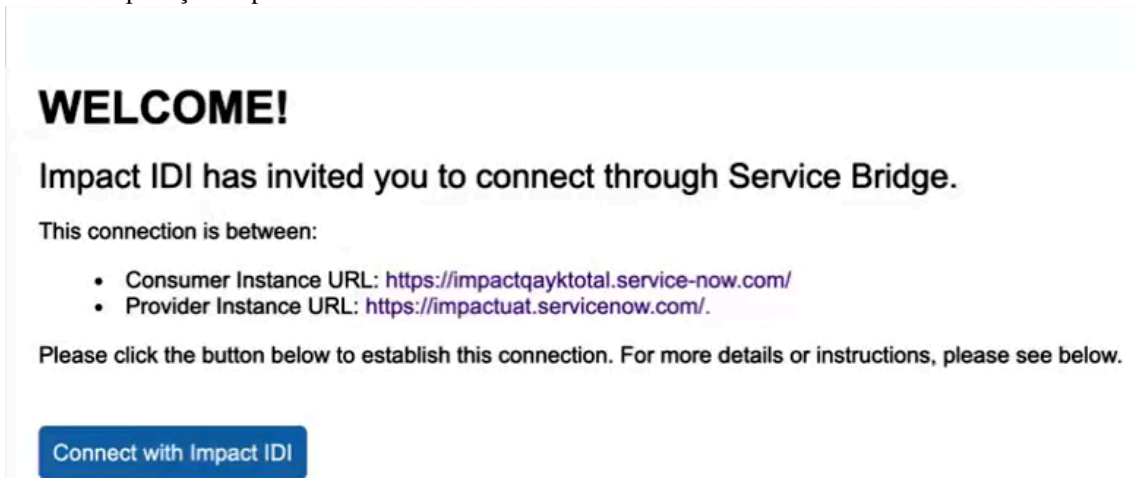 WELCOME!
Impact IDI has invited you to connect through Service Bridge.
This connection is between:
• Consumer Instance URL: https://impactqayktotal.service-now.com/
• Provider Instance URL: https://impactuat.servicenow.com/.
Please click the button below to establish this connection. For more details or instructions, please see below.
Connect with Impact IDI